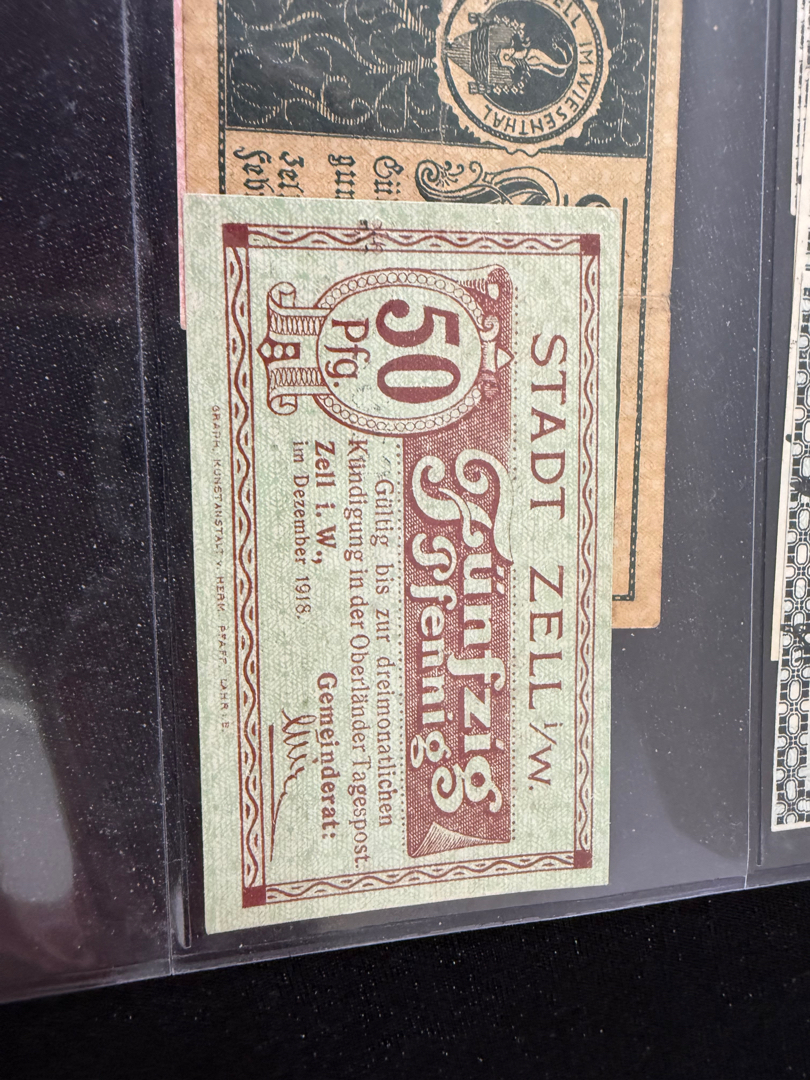 STADT ZELL i/W.
50
Pfg.
Fünfzig
Pfennig
Gültig bis zur dreimonatlichen
Kündigung in der Oberländer Tagespost.
Zell i. W.,
im Dezember 1918.
Gemeinderat:
GRAPH. KUNSTANSTALT v. HERM. PFAFF, LAHR i. B.
IM WIESENTHAL